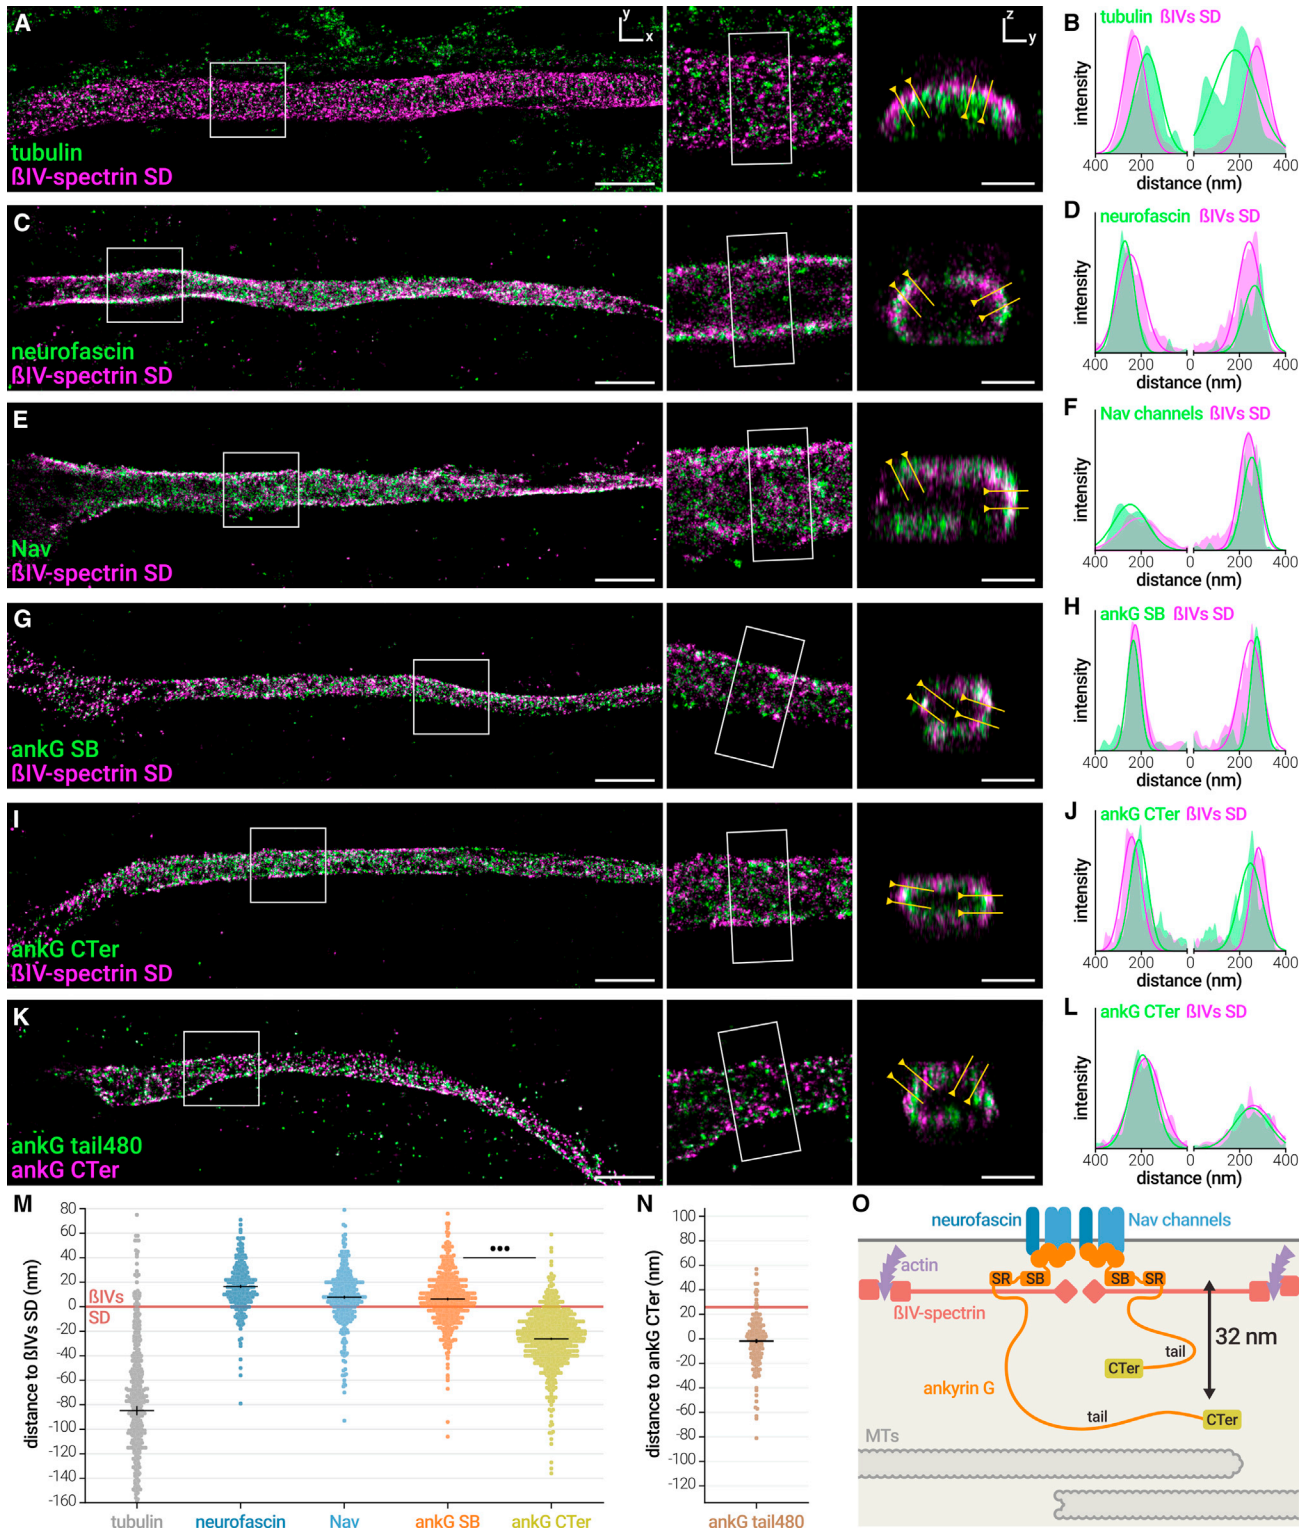 A
y
x
z
y
tubulin
ßIV-spectrin SD
B
tubulin ßIVs SD
intensity
400 200 0 200 400
distance (nm)
C
neurofascin
ßIV-spectrin SD
D
neurofascin ßIVs SD
intensity
400 200 0 200 400
distance (nm)
E
Nav
ßIV-spectrin SD
F
Nav channels ßIVs SD
intensity
400 200 0 200 400
distance (nm)
G
ankG SB
ßIV-spectrin SD
H
ankG SB ßIVs SD
intensity
400 200 0 200 400
distance (nm)
I
ankG CTer
ßIV-spectrin SD
J
ankG CTer ßIVs SD
intensity
400 200 0 200 400
distance (nm)
K
ankG tail480
ankG CTer
L
ankG CTer ßIVs SD
intensity
400 200 0 200 400
distance (nm)
M
distance to ßIVs SD (nm)
80
60
40
20
0
-20
-40
-60
-80
-100
-120
-140
-160
ßIVs
SD
•••
tubulin neurofascin Nav ankG SB ankG CTer
N
distance to ankG CTer (nm)
100
80
60
40
20
0
-20
-40
-60
-80
-100
-120
ankG tail480
O
neurofascin
Nav channels
actin
SR SB SB SR
ßIV-spectrin
32 nm
tail
CTer
ankyrin G
tail
CTer
MTs